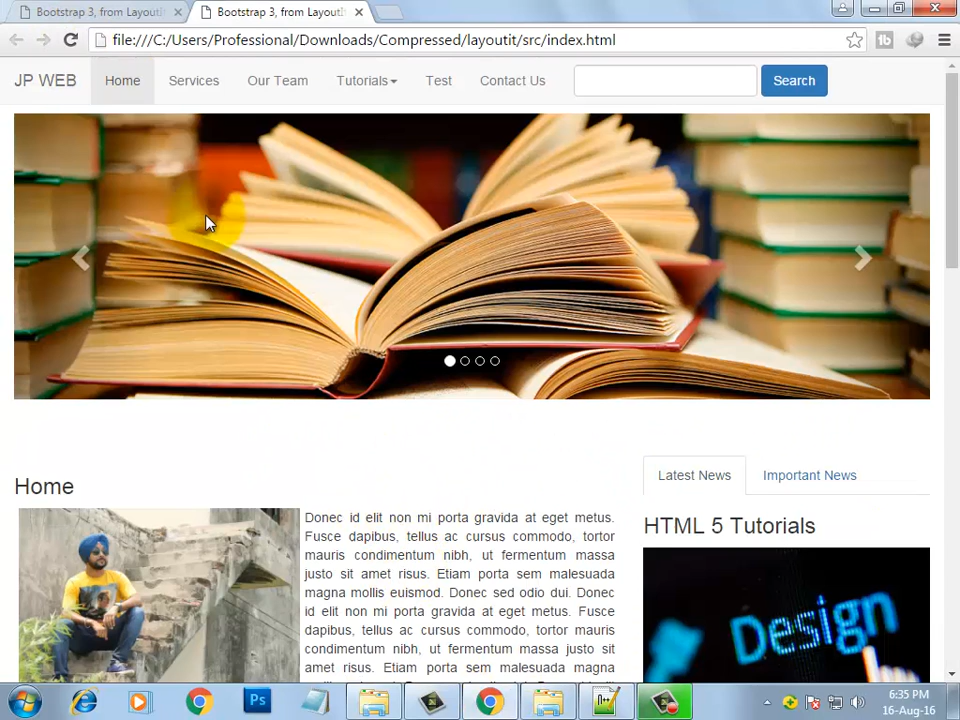 Bootstrap 3, from LayoutI
Bootstrap 3, from LayoutI
file:///C:/Users/Professional/Downloads/Compressed/layoutit/src/index.html
JP WEB Home Services Our Team Tutorials Test Contact Us Search
Latest News Important News
Home
Donec id elit non mi porta gravida at eget metus.
Fusce dapibus, tellus ac cursus commodo, tortor
mauris condimentum nibh, ut fermentum massa
justo sit amet risus. Etiam porta sem malesuada
magna mollis euismod. Donec sed odio dui. Donec
id elit non mi porta gravida at eget metus. Fusce
dapibus, tellus ac cursus commodo, tortor mauris
condimentum nibh, ut fermentum massa justo sit
amet risus. Etiam porta sem malesuada magna
HTML 5 Tutorials
Design
Ps
6:35 PM
16-Aug-16